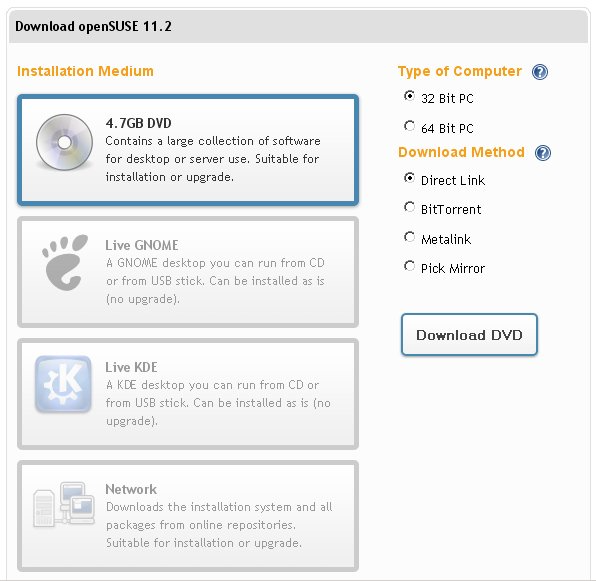 Download openSUSE 11.2
Installation Medium
4.7GB DVD
Contains a large collection of software
for desktop or server use. Suitable for
installation or upgrade.
Live GNOME
A GNOME desktop you can run from CD
or from USB stick. Can be installed as is
(no upgrade).
Live KDE
A KDE desktop you can run from CD or
from USB stick. Can be installed as is (no
upgrade).
Network
Downloads the installation system and all
packages from online repositories.
Suitable for installation or upgrade.
Type of Computer ?
32 Bit PC
64 Bit PC
Download Method ?
Direct Link
BitTorrent
Metalink
Pick Mirror
Download DVD